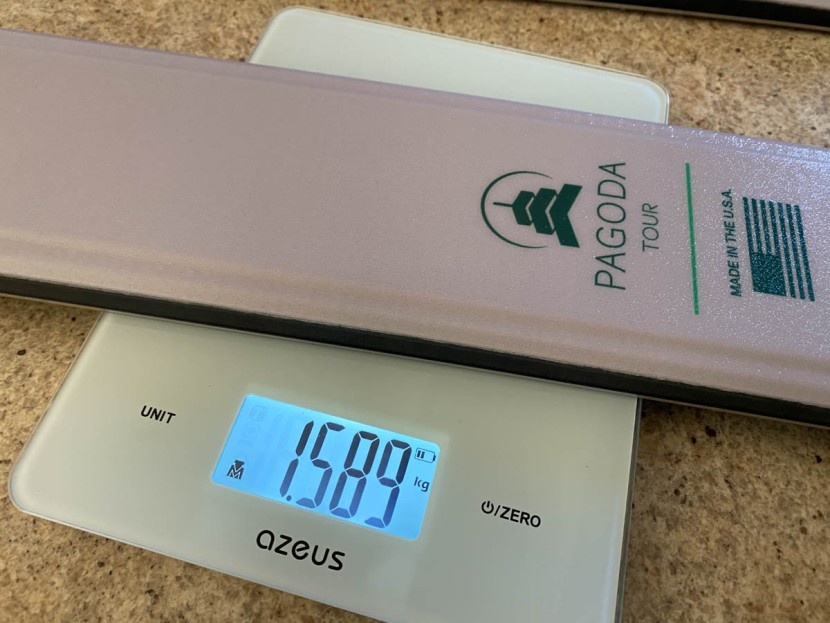 PAGODA
TOUR
MADE IN THE U.S.A.
UNIT
1.589 kg
/ZERO
azeus